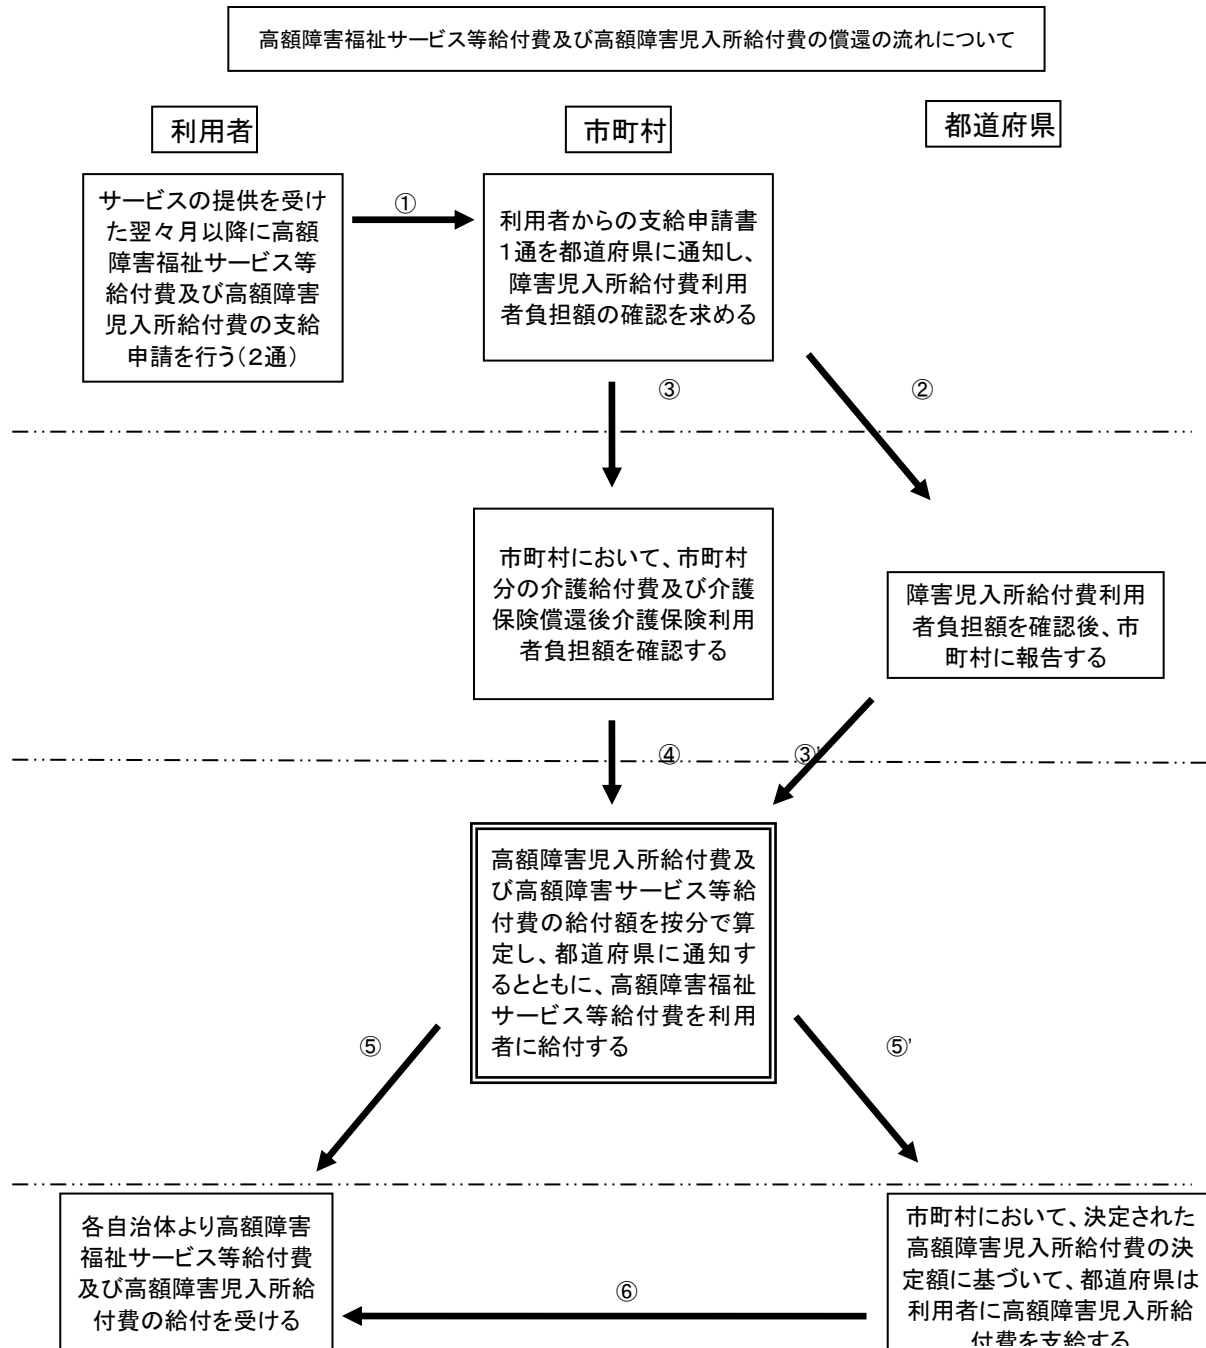 高額障害福祉サービス等給付費及び高額障害児入所給付費の償還の流れについて
利用者
市町村
都道府県
サービスの提供を受け
た翌々月以降に高額
障害福祉サービス等
給付費及び高額障害
児入所給付費の支給
申請を行う(2通)
①
利用者からの支給申請書
1通を都道府県に通知し、
障害児入所給付費利用
者負担額の確認を求める
③
②
市町村において、市町村
分の介護給付費及び介護
保険償還後介護保険利用
者負担額を確認する
障害児入所給付費利用
者負担額を確認後、市
町村に報告する
④
③'
高額障害児入所給付費及
び高額障害サービス等給
付費の給付額を按分で算
定し、都道府県に通知す
るとともに、高額障害福祉
サービス等給付費を利用
者に給付する
⑤
⑤’
各自治体より高額障害
福祉サービス等給付費
及び高額障害児入所給
付費の給付を受ける
⑥
市町村において、決定された
高額障害児入所給付費の決
定額に基づいて、都道府県は
利用者に高額障害児入所給
付費を支給する